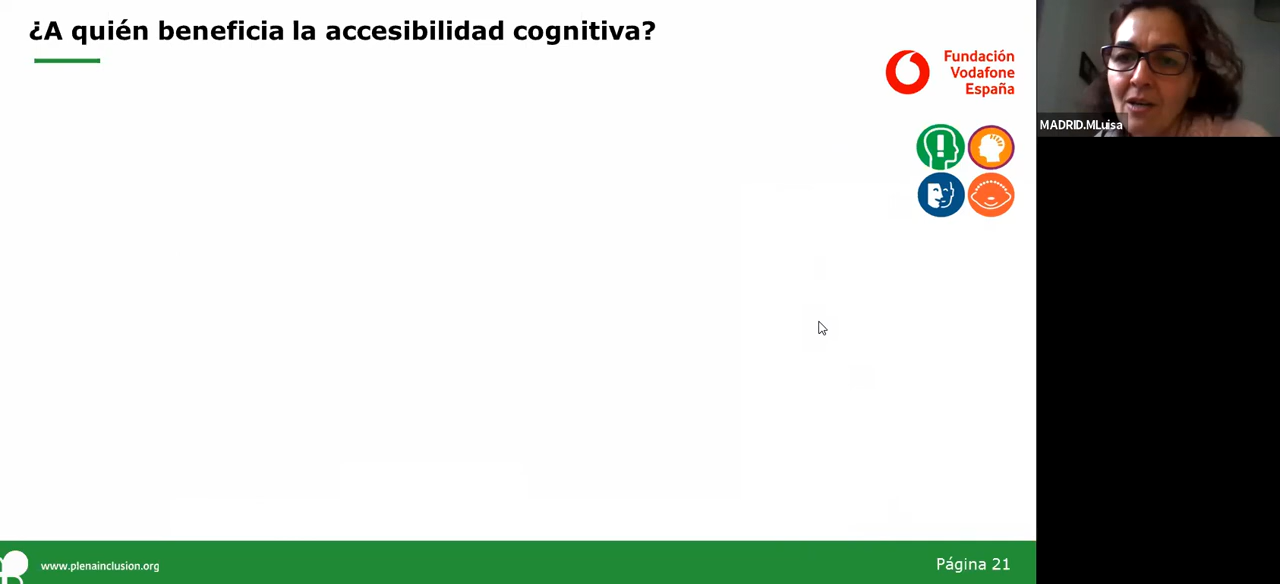 ¿A quién beneficia la accesibilidad cognitiva?
Fundación
Vodafone
España
MADRID.MLuisa
www.plenainclusion.org
Página 21